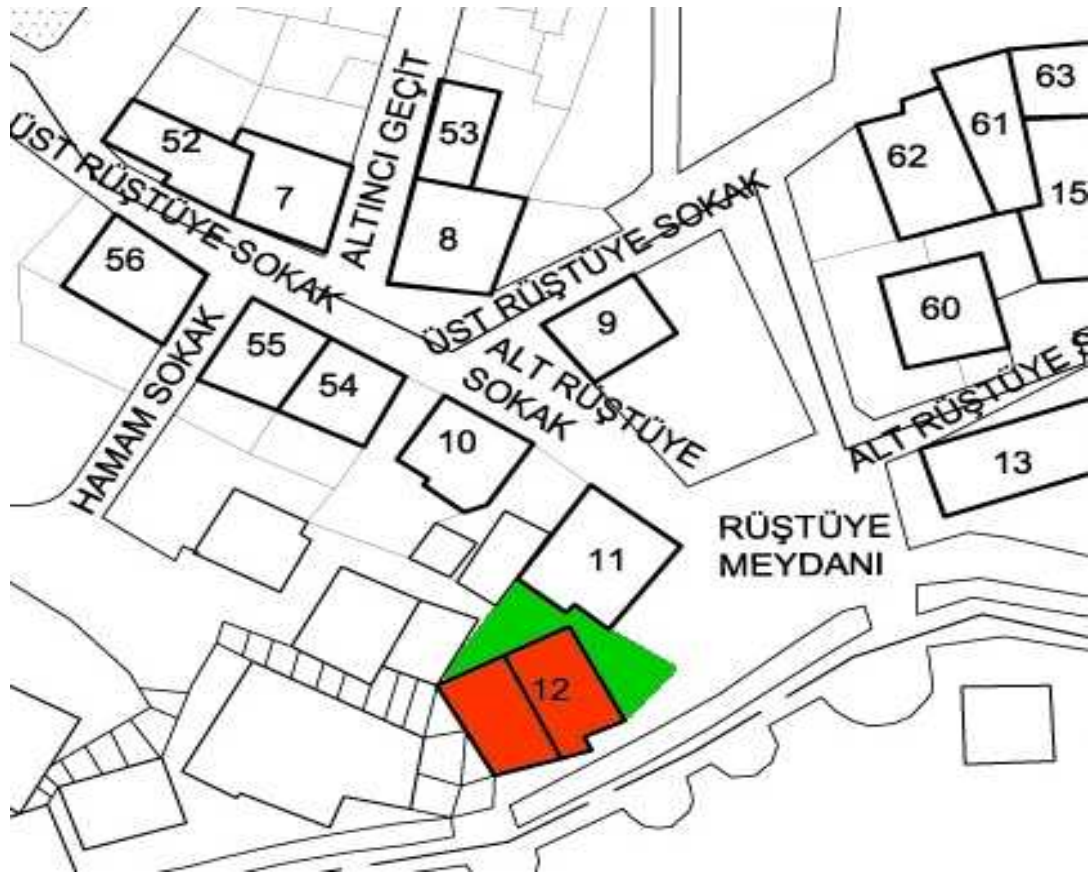 63
61
53
52
62
15
7
8
ALTINCI GEÇİT
ÜST RÜŞTÜYE SOKAK
ÜST RÜŞTÜYE SOKAK
56
60
9
55
54
ALT RÜŞTÜYE
SOKAK
HAMAM SOKAK
10
ALT RÜŞTÜYE S
13
RÜŞTÜYE
MEYDANI
11
12